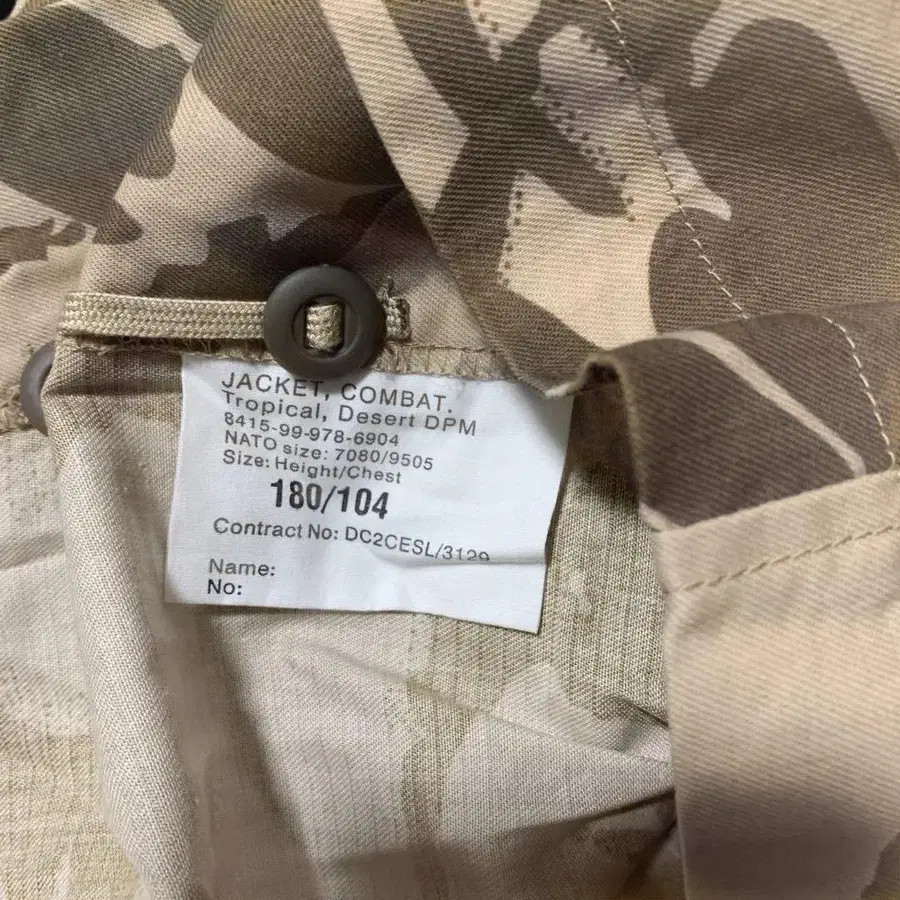 JACKET, COMBAT.
Tropical, Desert DPM
8415-99-978-6904
NATO size: 7080/9505
Size: Height/Chest
180/104
Contract No: DC2CESL/3129
Name:
No: